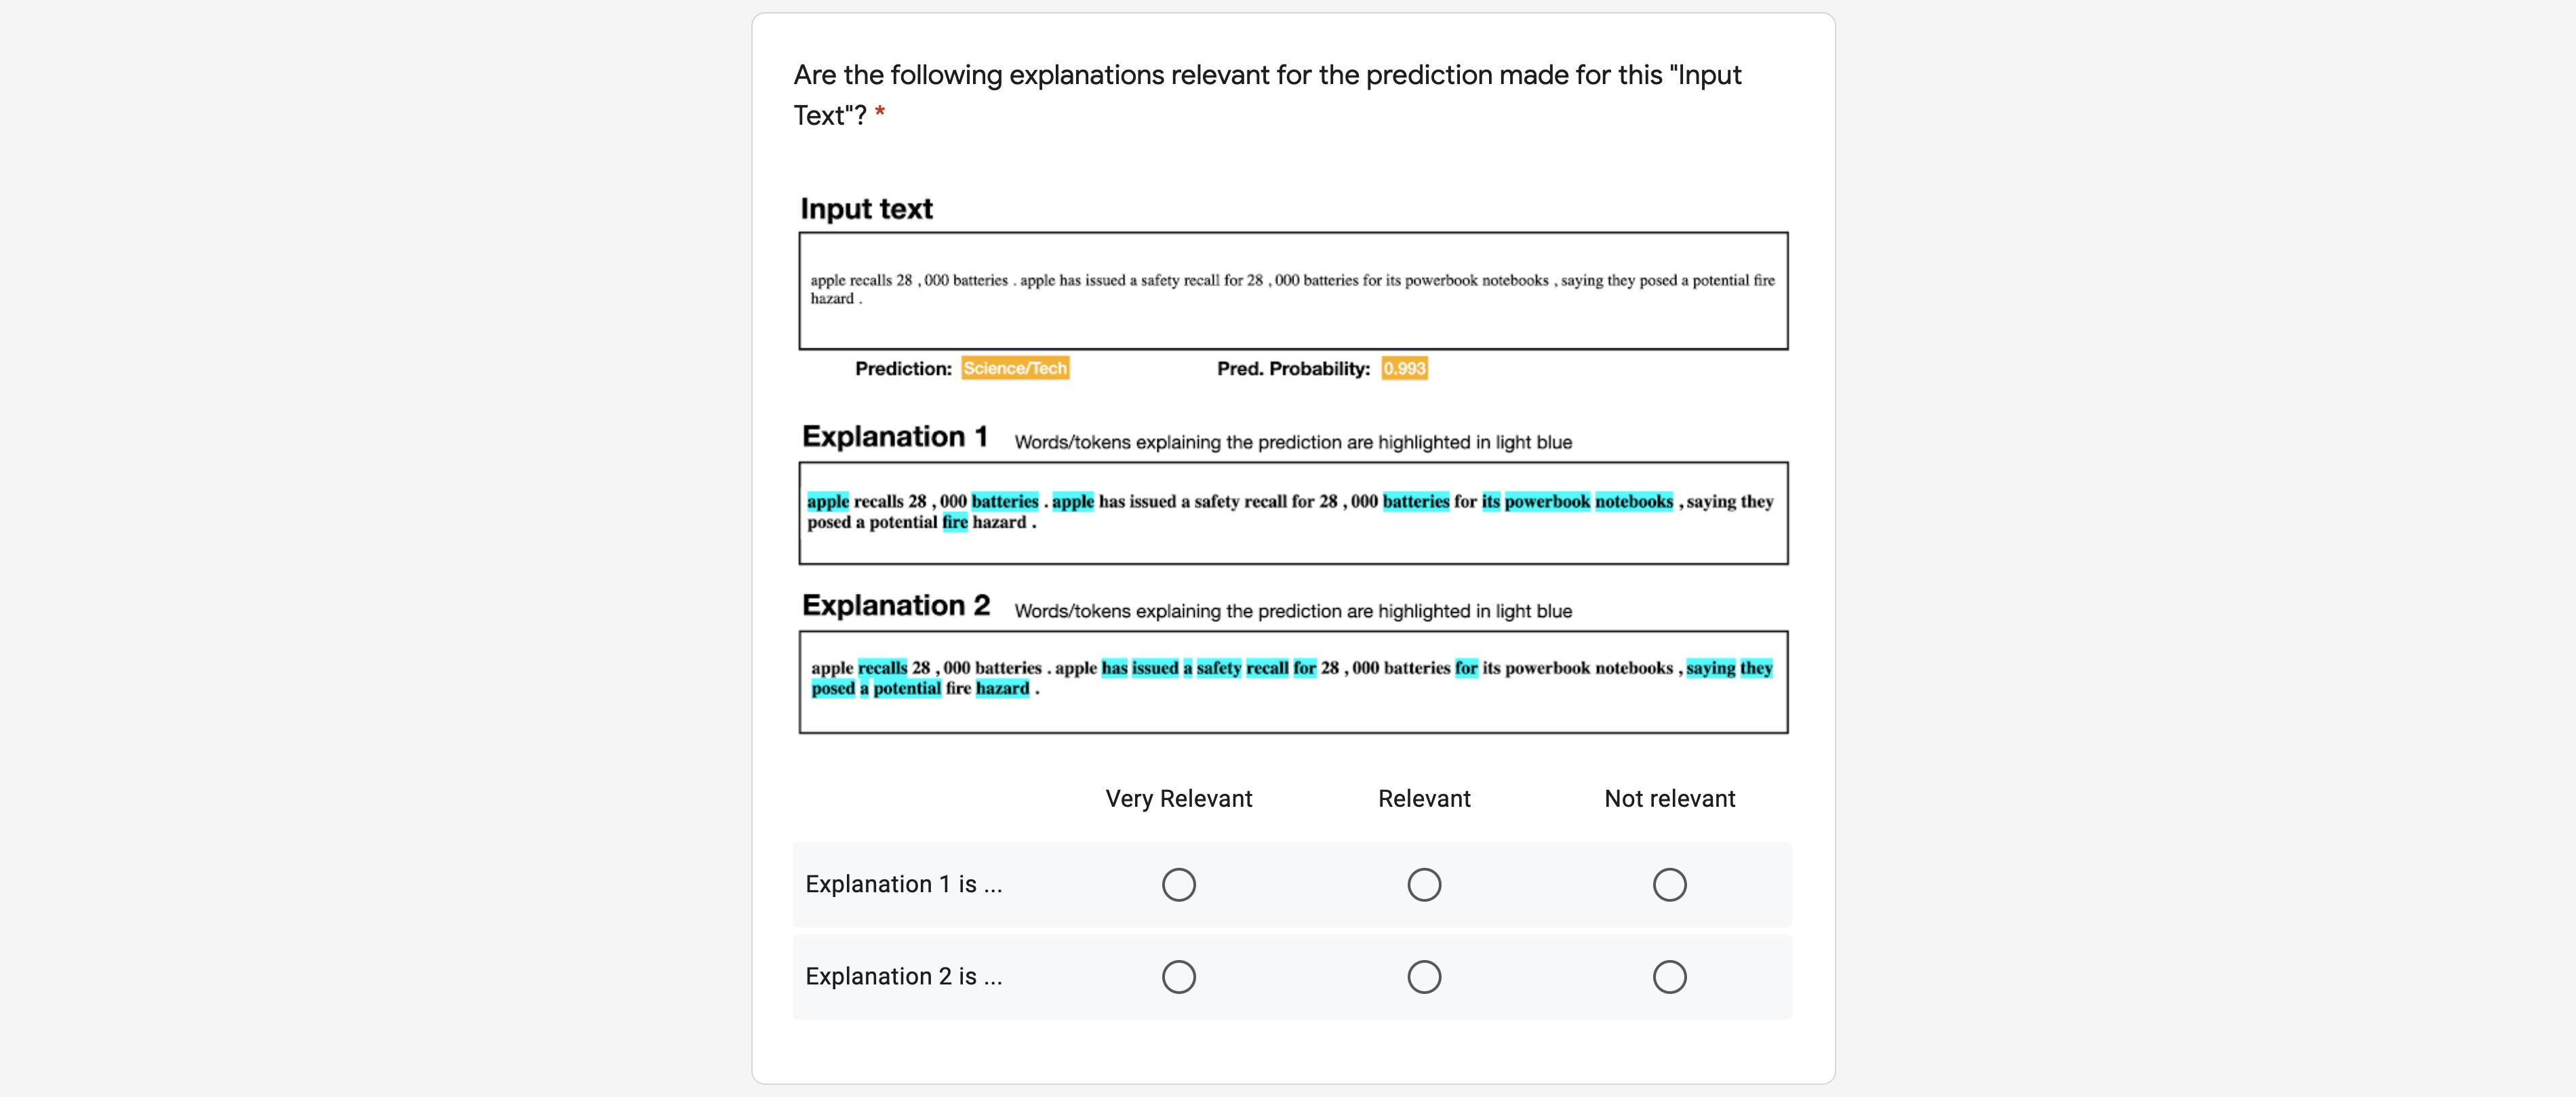 Are the following explanations relevant for the prediction made for this "Input
Text"? *
Input text
apple recalls 28 , 000 batteries . apple has issued a safety recall for 28 , 000 batteries for its powerbook notebooks , saying they posed a potential fire
hazard .
Prediction: Science/Tech Pred. Probability: 0.993
Explanation 1 Words/tokens explaining the prediction are highlighted in light blue
apple recalls 28 , 000 batteries . apple has issued a safety recall for 28 , 000 batteries for its powerbook notebooks , saying they
posed a potential fire hazard .
Explanation 2 Words/tokens explaining the prediction are highlighted in light blue
apple recalls 28 , 000 batteries . apple has issued a safety recall for 28 , 000 batteries for its powerbook notebooks , saying they
posed a potential fire hazard .
Very Relevant Relevant Not relevant
Explanation 1 is ...
Explanation 2 is ...